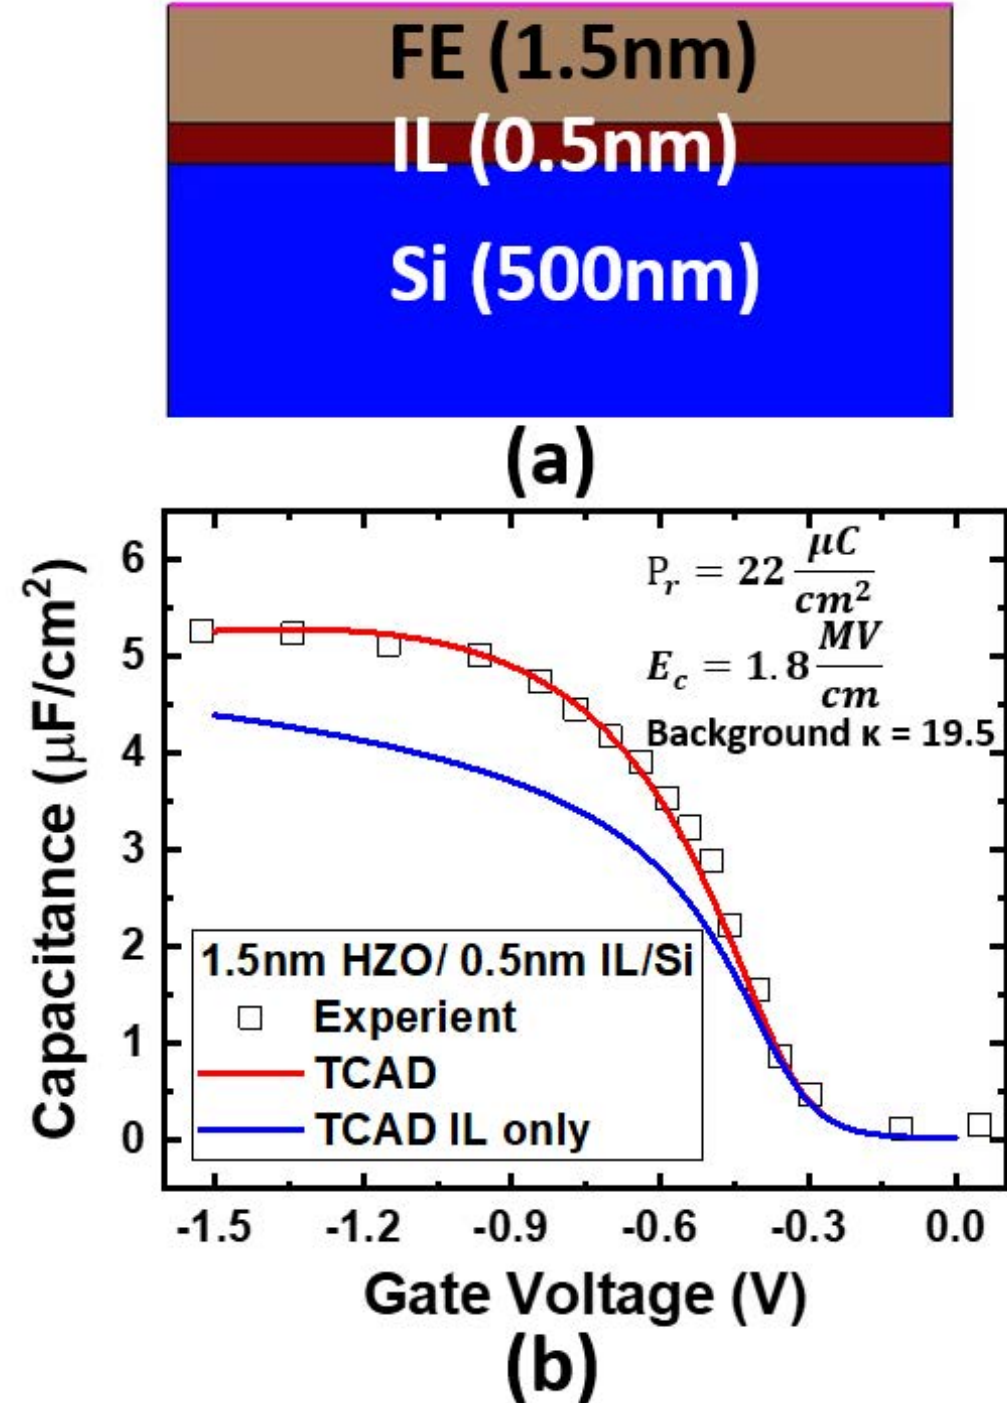 FE (1.5nm)
IL (0.5nm)
Si (500nm)
(a)
Capacitance (μF/cm²)
6
5
4
3
2
1
0
Pᵣ = 22 μC/cm²
E_c = 1.8 MV/cm
Background κ = 19.5
1.5nm HZO/ 0.5nm IL/Si
Experient
TCAD
TCAD IL only
-1.5 -1.2 -0.9 -0.6 -0.3 0.0
Gate Voltage (V)
(b)